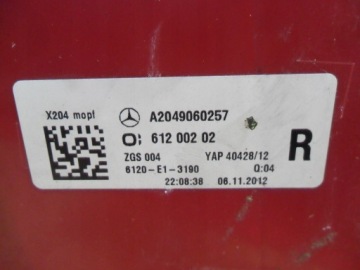 X204 mopf
A2049060257
612 002 02
ZGS 004 YAP 40428/12
R
6120-E1-3190 Q:04
22:08:38 06.11.2012